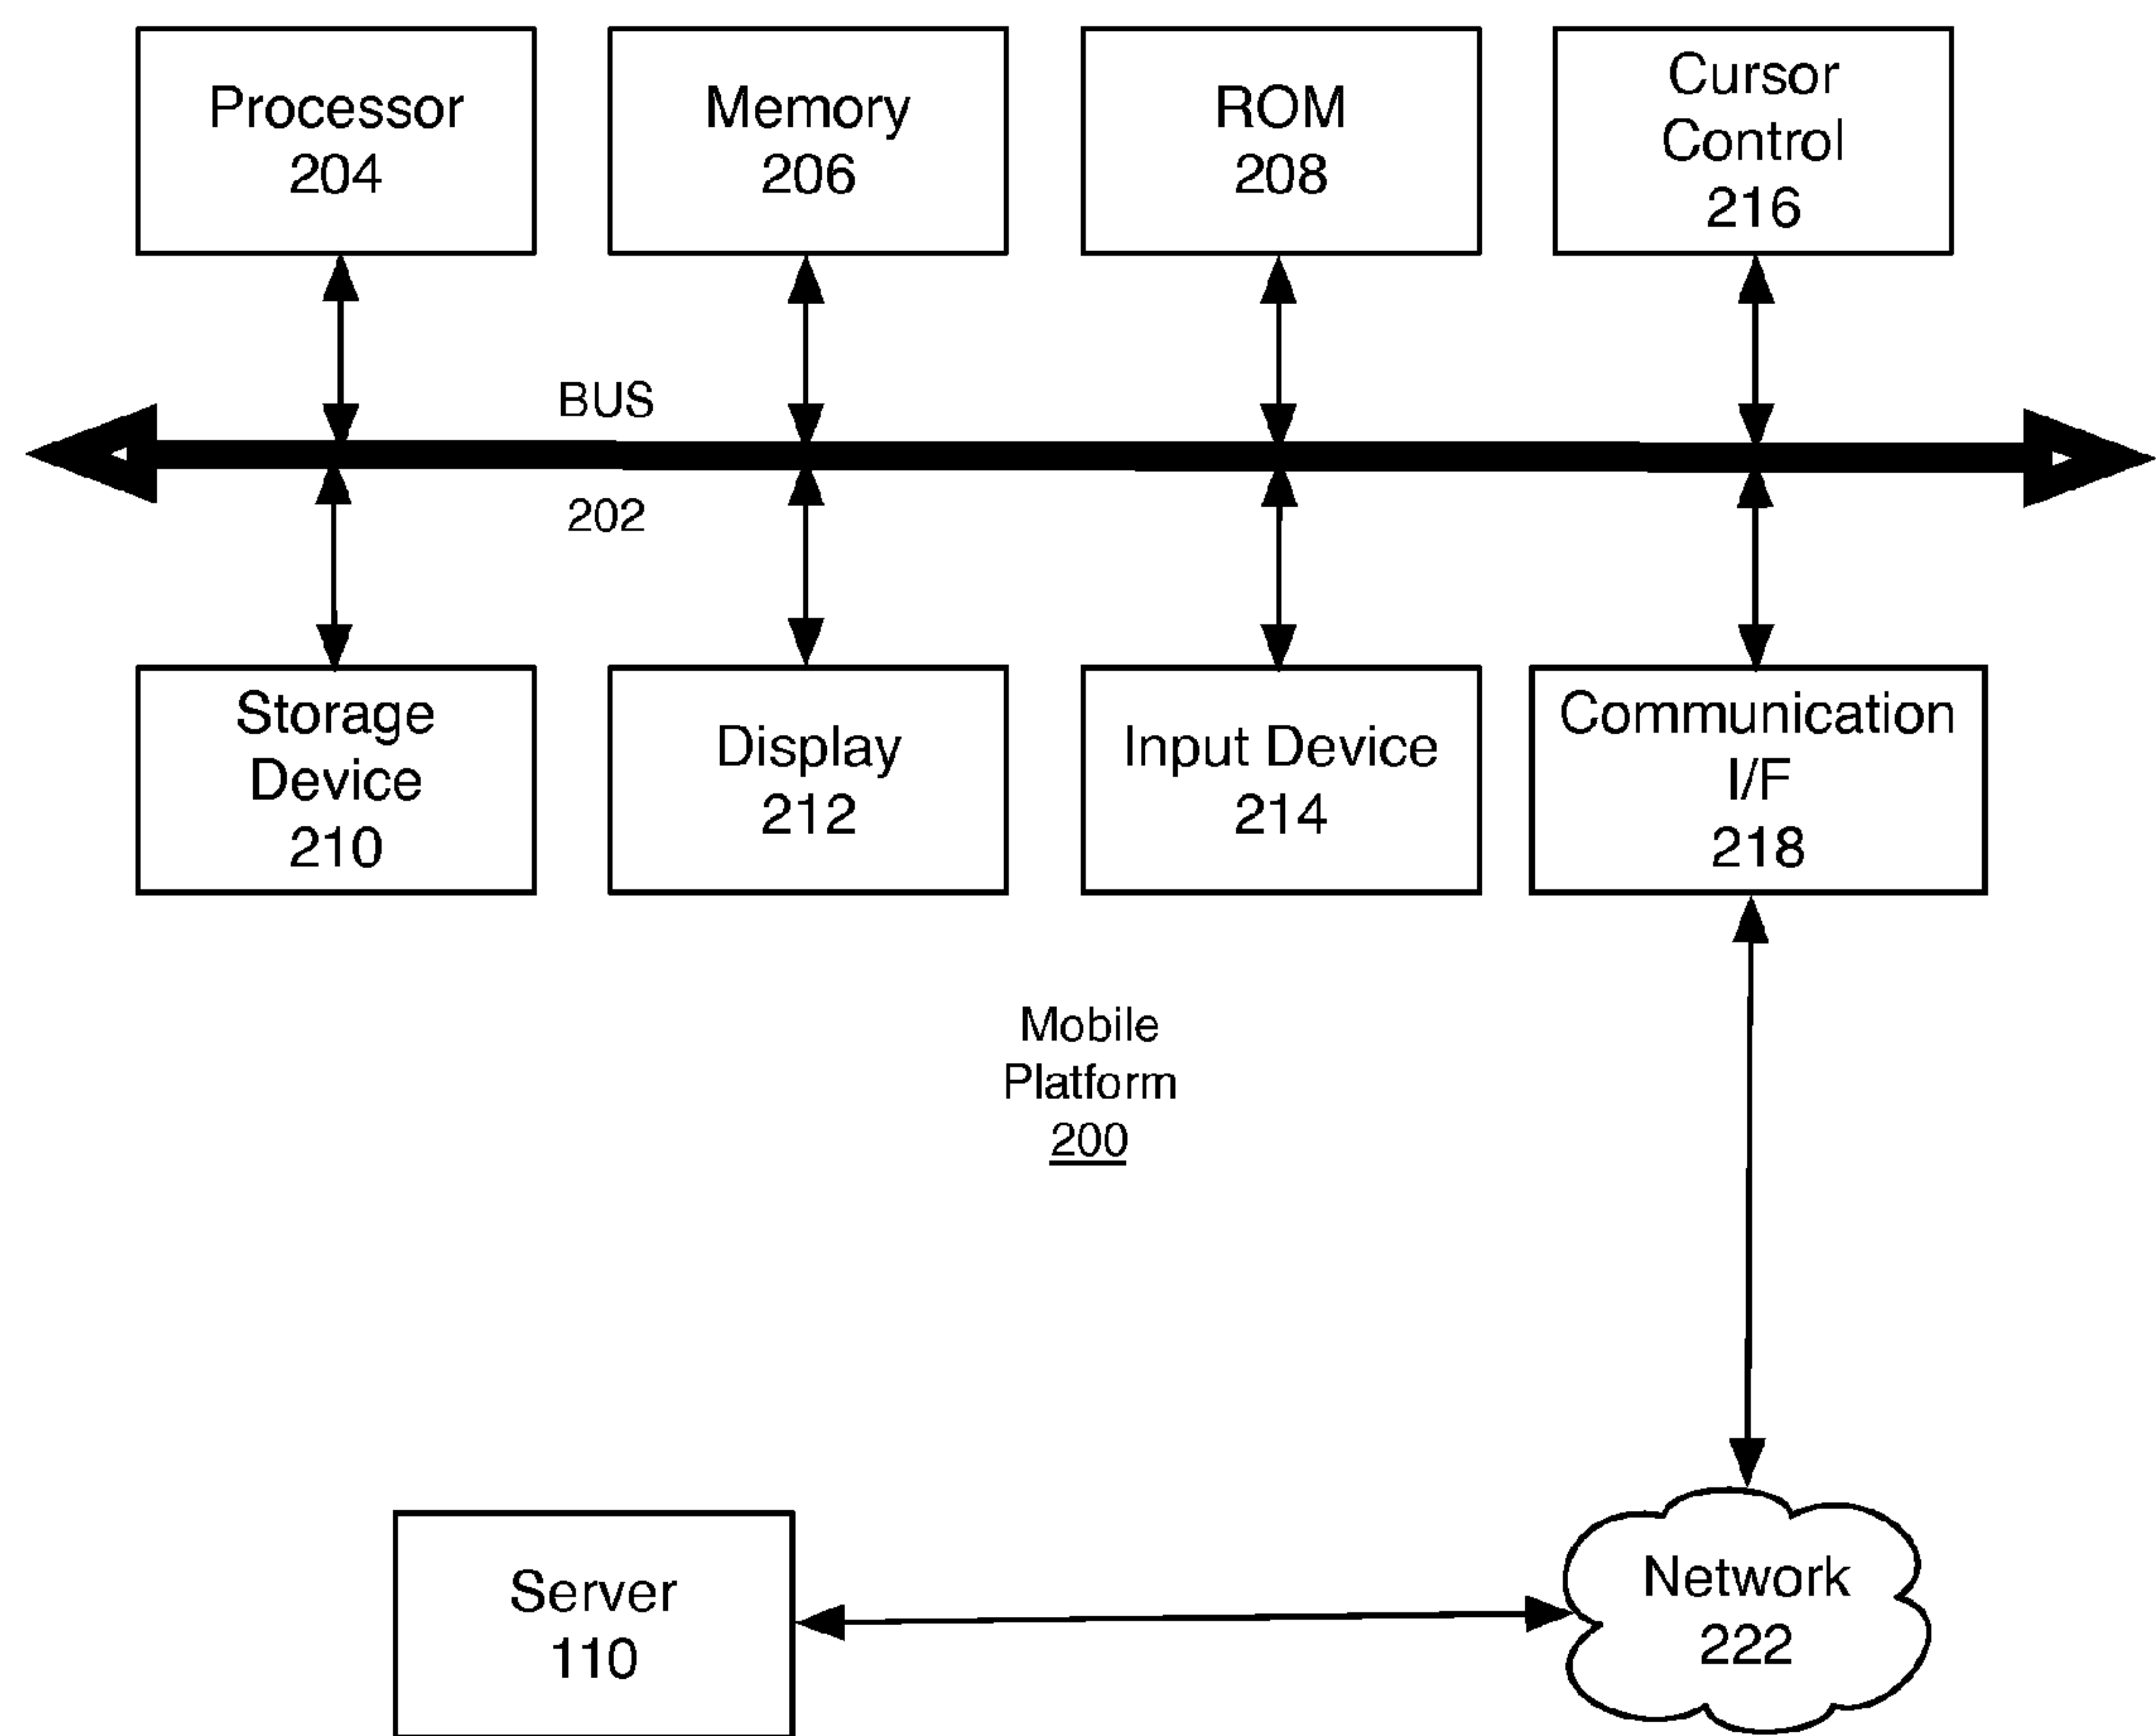 Processor
204
Memory
206
ROM
208
Cursor
Control
216
BUS
202
Storage
Device
210
Display
212
Input Device
214
Communication
I/F
218
Mobile
Platform
200
Server
110
Network
222